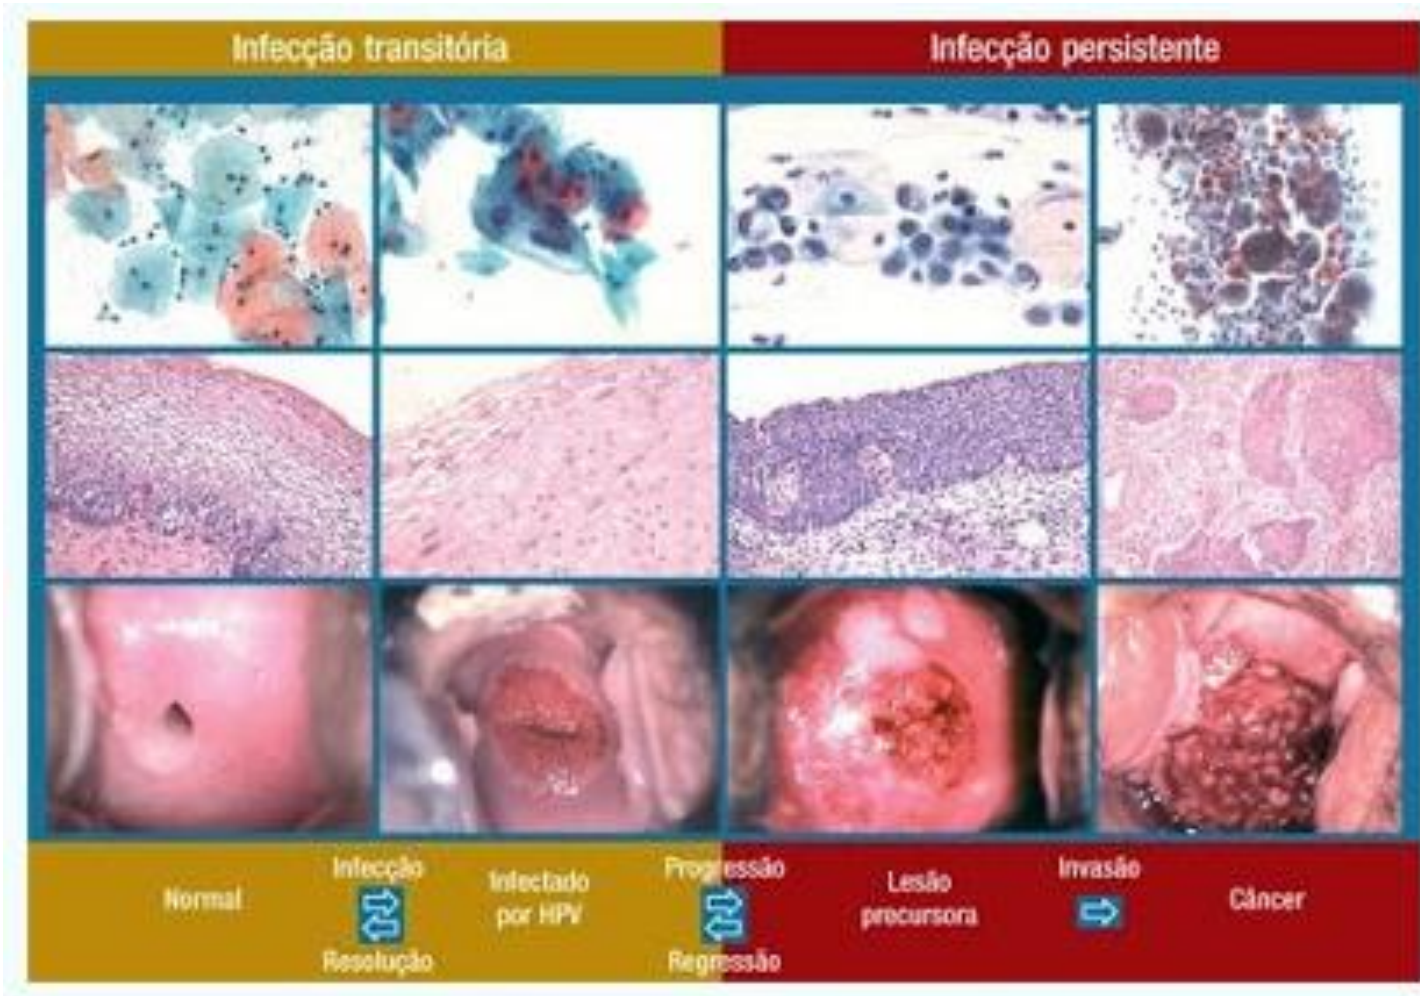 Infecção transitória
Infecção persistente
Normal
Infecção
Resolução
Infectado
por HPV
Progressão
Regressão
Lesão
precursora
Invasão
Câncer